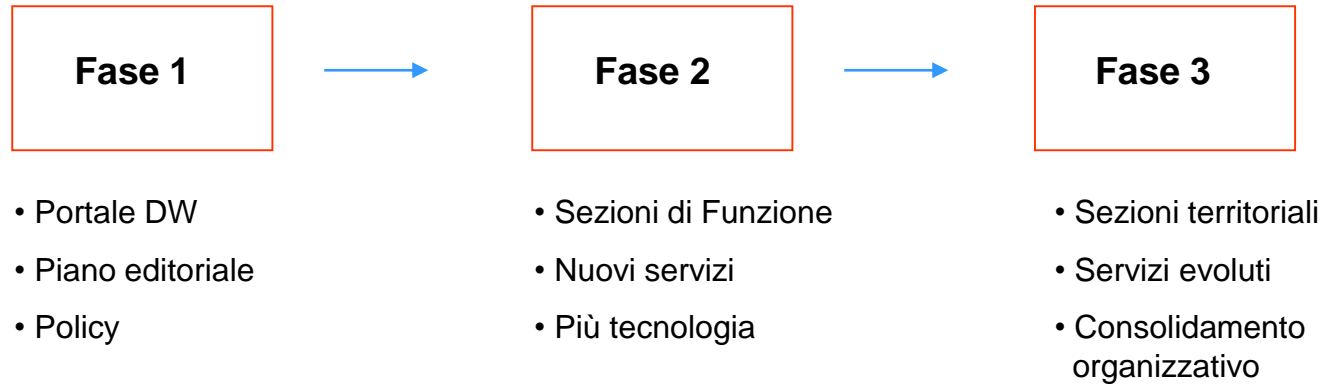 Fase 1
Fase 2
Fase 3
• Portale DW
• Piano editoriale
• Policy
• Sezioni di Funzione
• Nuovi servizi
• Più tecnologia
• Sezioni territoriali
• Servizi evoluti
• Consolidamento
organizzativo